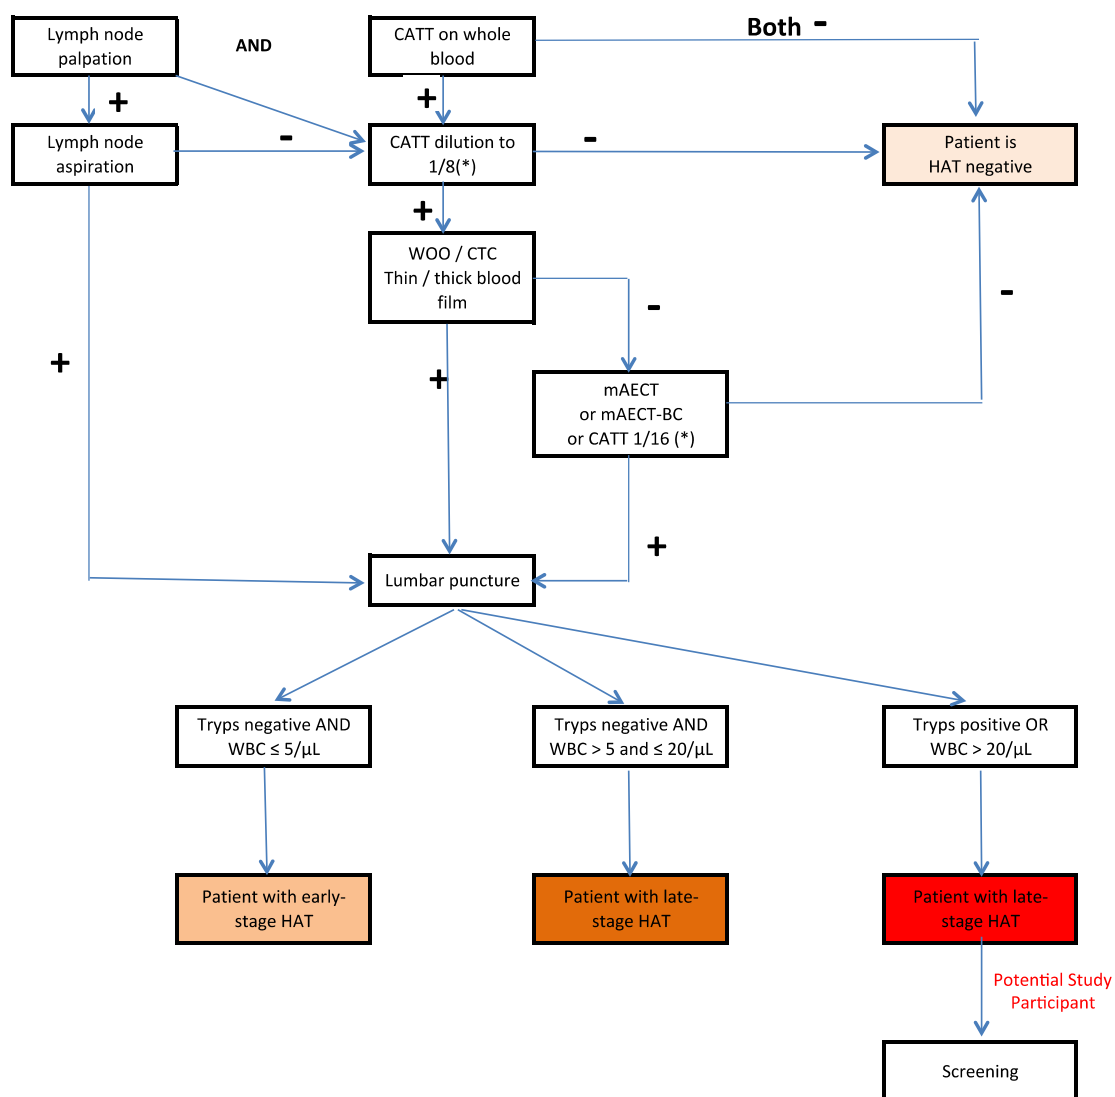 Lymph node
palpation
AND
CATT on whole
blood
Both -
+
+
Lymph node
aspiration
-
CATT dilution to
1/8(*)
-
Patient is
HAT negative
+
WOO / CTC
Thin / thick blood
film
-
-
+
+
mAECT
or mAECT-BC
or CATT 1/16 (*)
+
Lumbar puncture
Tryps negative AND
WBC ≤ 5/µL
Tryps negative AND
WBC > 5 and ≤ 20/µL
Tryps positive OR
WBC > 20/µL
Patient with early-
stage HAT
Patient with late-
stage HAT
Patient with late-
stage HAT
Potential Study
Participant
Screening